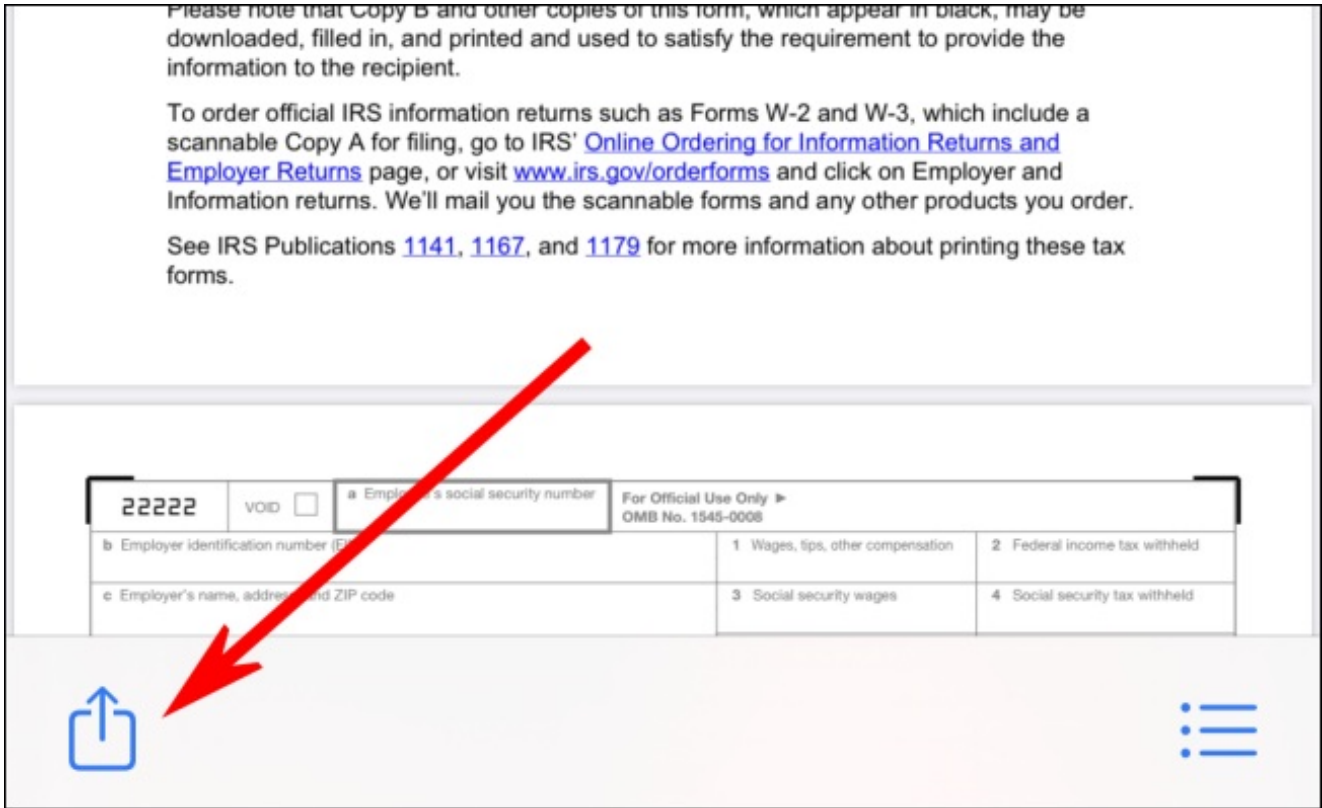 Please note that Copy B and other copies of this form, which appear in black, may be
downloaded, filled in, and printed and used to satisfy the requirement to provide the
information to the recipient.
To order official IRS information returns such as Forms W-2 and W-3, which include a
scannable Copy A for filing, go to IRS’ Online Ordering for Information Returns and
Employer Returns page, or visit www.irs.gov/orderforms and click on Employer and
Information returns. We’ll mail you the scannable forms and any other products you order.
See IRS Publications 1141, 1167, and 1179 for more information about printing these tax
forms.
22222 VOID a social security number For Official Use Only ►
OMB No. 1545-0008
b Employer identification number 1 Wages, tips, other compensation 2 Federal income tax withheld
c Employer’s name, address and ZIP code 3 Social security wages 4 Social security tax withheld